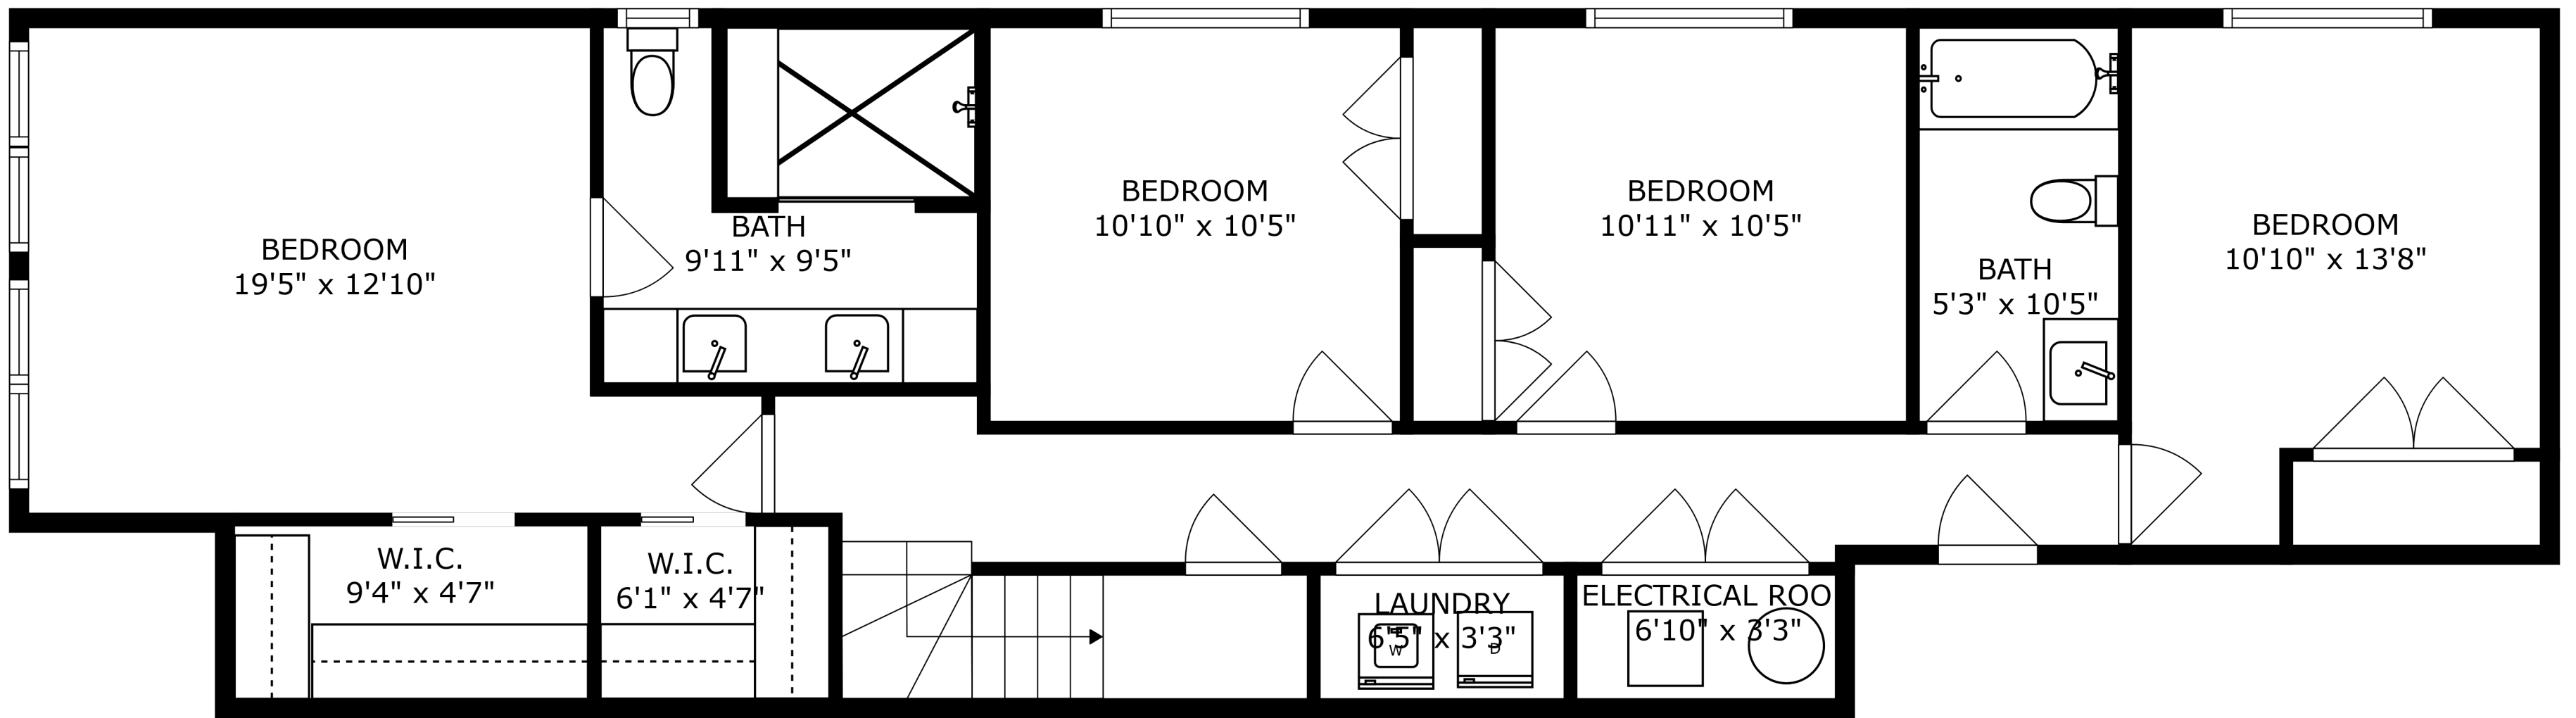 BEDROOM
19'5" x 12'10"
BATH
9'11" x 9'5"
BEDROOM
10'10" x 10'5"
BEDROOM
10'11" x 10'5"
BATH
5'3" x 10'5"
BEDROOM
10'10" x 13'8"
W.I.C.
9'4" x 4'7"
W.I.C.
6'1" x 4'7"
LAUNDRY
6'5" x 3'3"
W
D
ELECTRICAL ROO
6'10" x 3'3"